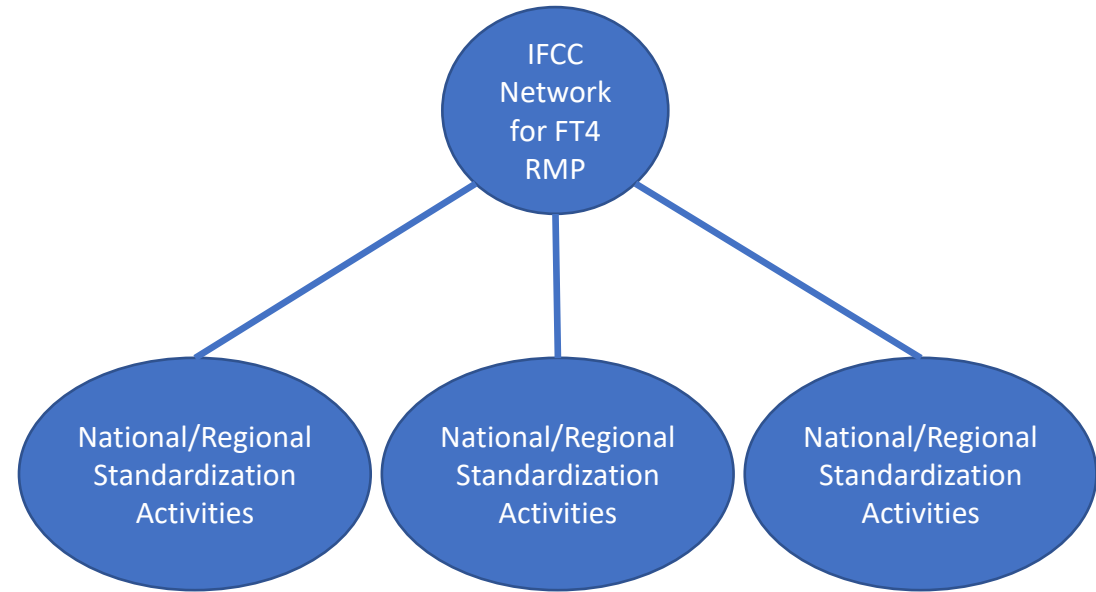 IFCC
Network
for FT4
RMP
National/Regional
Standardization
Activities
National/Regional
Standardization
Activities
National/Regional
Standardization
Activities